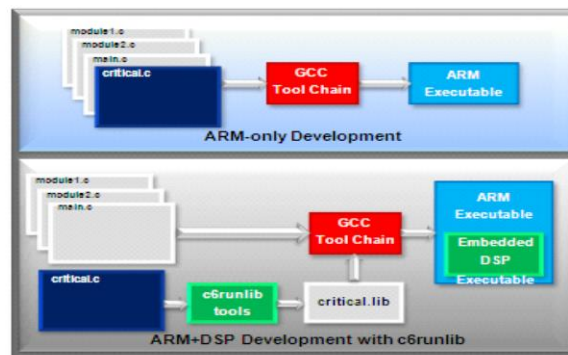 module1.c
module2.c
main.c
critical.c
GCC
Tool Chain
ARM
Executable
ARM-only Development
module1.c
module2.c
main.c
GCC
Tool Chain
ARM
Executable
Embedded
DSP
Executable
critical.c
c6runlib
tools
critical.lib
ARM+DSP Development with c6runlib